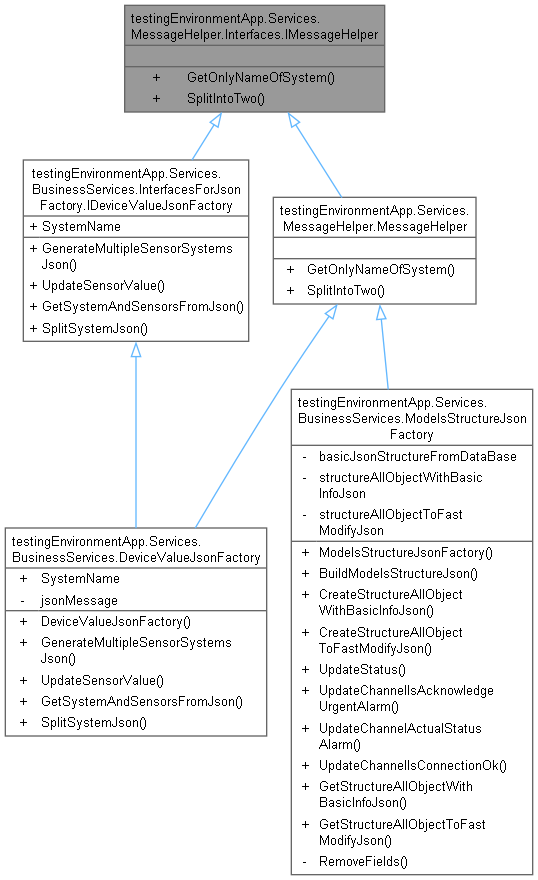 testingEnvironmentApp.Services.
MessageHelper.Interfaces.IMessageHelper
+ GetOnlyNameOfSystem()
+ SplitIntoTwo()
testingEnvironmentApp.Services.
BusinessServices.InterfacesForJson
Factory.IDeviceValueJsonFactory
+ SystemName
+ GenerateMultipleSensorSystems
Json()
+ UpdateSensorValue()
+ GetSystemAndSensorsFromJson()
+ SplitSystemJson()
testingEnvironmentApp.Services.
MessageHelper.MessageHelper
+ GetOnlyNameOfSystem()
+ SplitIntoTwo()
testingEnvironmentApp.Services.
BusinessServices.DeviceValueJsonFactory
+ SystemName
- jsonMessage
+ DeviceValueJsonFactory()
+ GenerateMultipleSensorSystems
Json()
+ UpdateSensorValue()
+ GetSystemAndSensorsFromJson()
+ SplitSystemJson()
testingEnvironmentApp.Services.
BusinessServices.ModelsStructureJson
Factory
- basicJsonStructureFromDataBase
- structureAllObjectWithBasic
InfoJson
- structureAllObjectToFast
ModifyJson
+ ModelsStructureJsonFactory()
+ BuildModelsStructureJson()
+ CreateStructureAllObject
WithBasicInfoJson()
+ CreateStructureAllObject
ToFastModifyJson()
+ UpdateStatus()
+ UpdateChannelIsAcknowledge
UrgentAlarm()
+ UpdateChannelActualStatus
Alarm()
+ UpdateChannelIsConnectionOk()
+ GetStructureAllObjectWith
BasicInfoJson()
+ GetStructureAllObjectToFast
ModifyJson()
- RemoveFields()